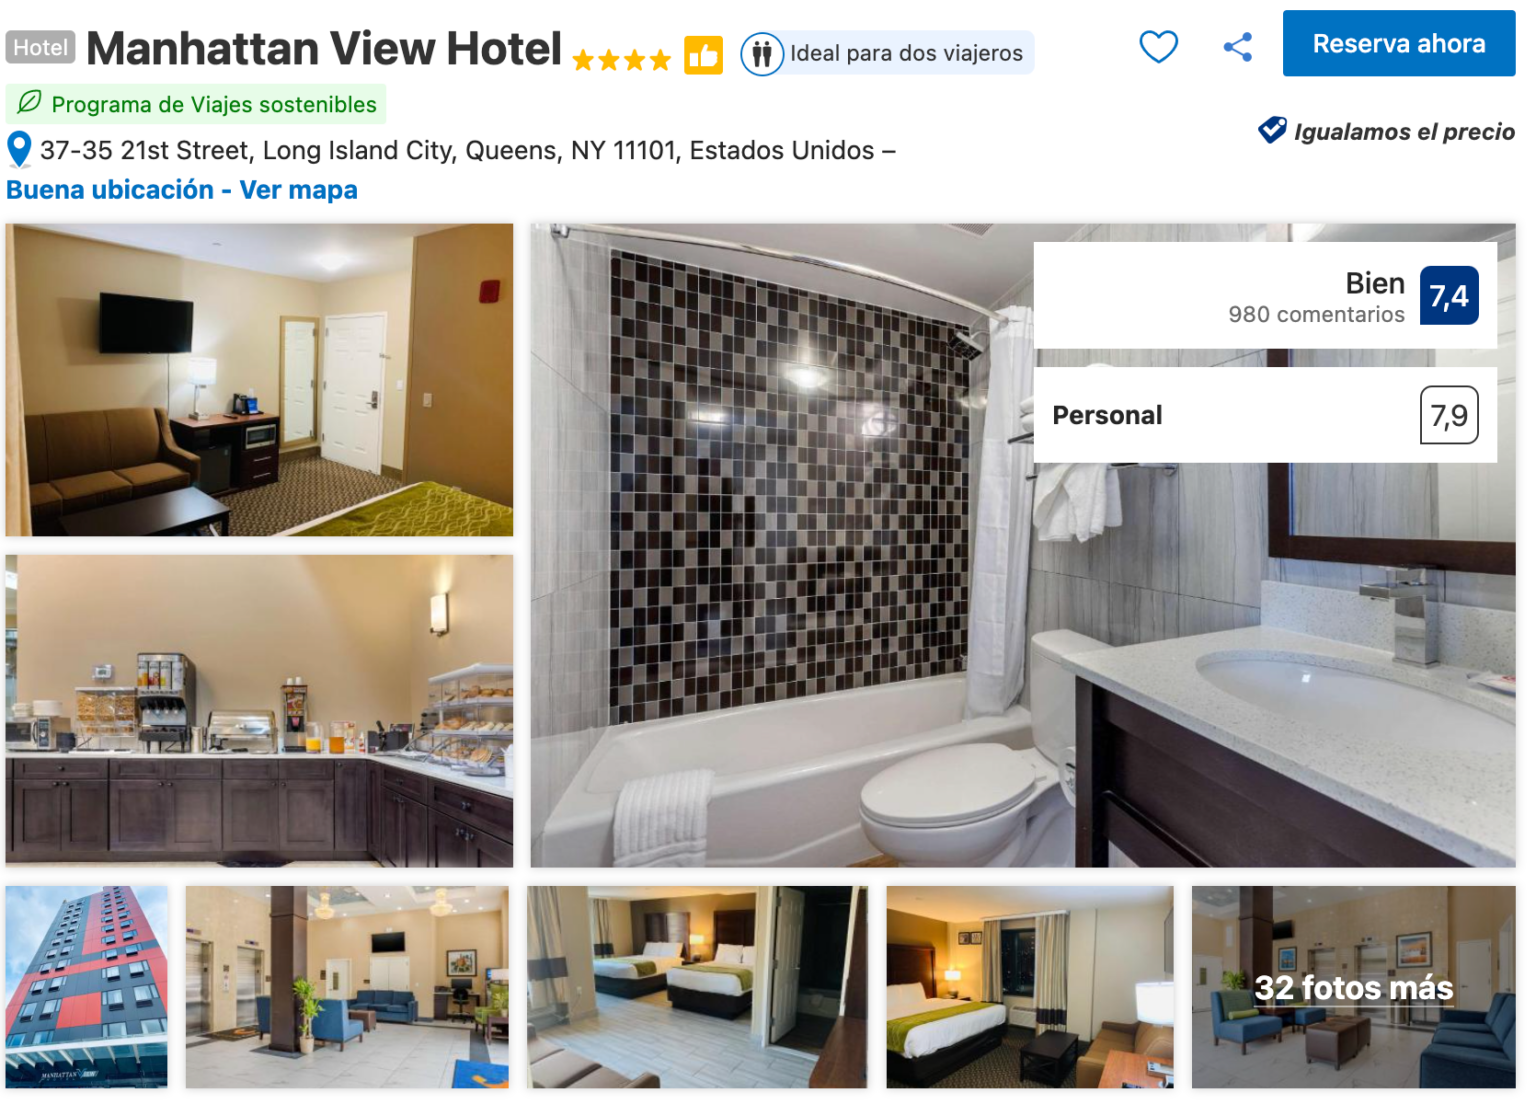 Hotel
Manhattan View Hotel
Ideal para dos viajeros
Reserva ahora
Programa de Viajes sostenibles
Igualamos el precio
37-35 21st Street, Long Island City, Queens, NY 11101, Estados Unidos –
Buena ubicación - Ver mapa
Bien
980 comentarios
7,4
Personal
7,9
MANHATTAN VIEW
32 fotos más